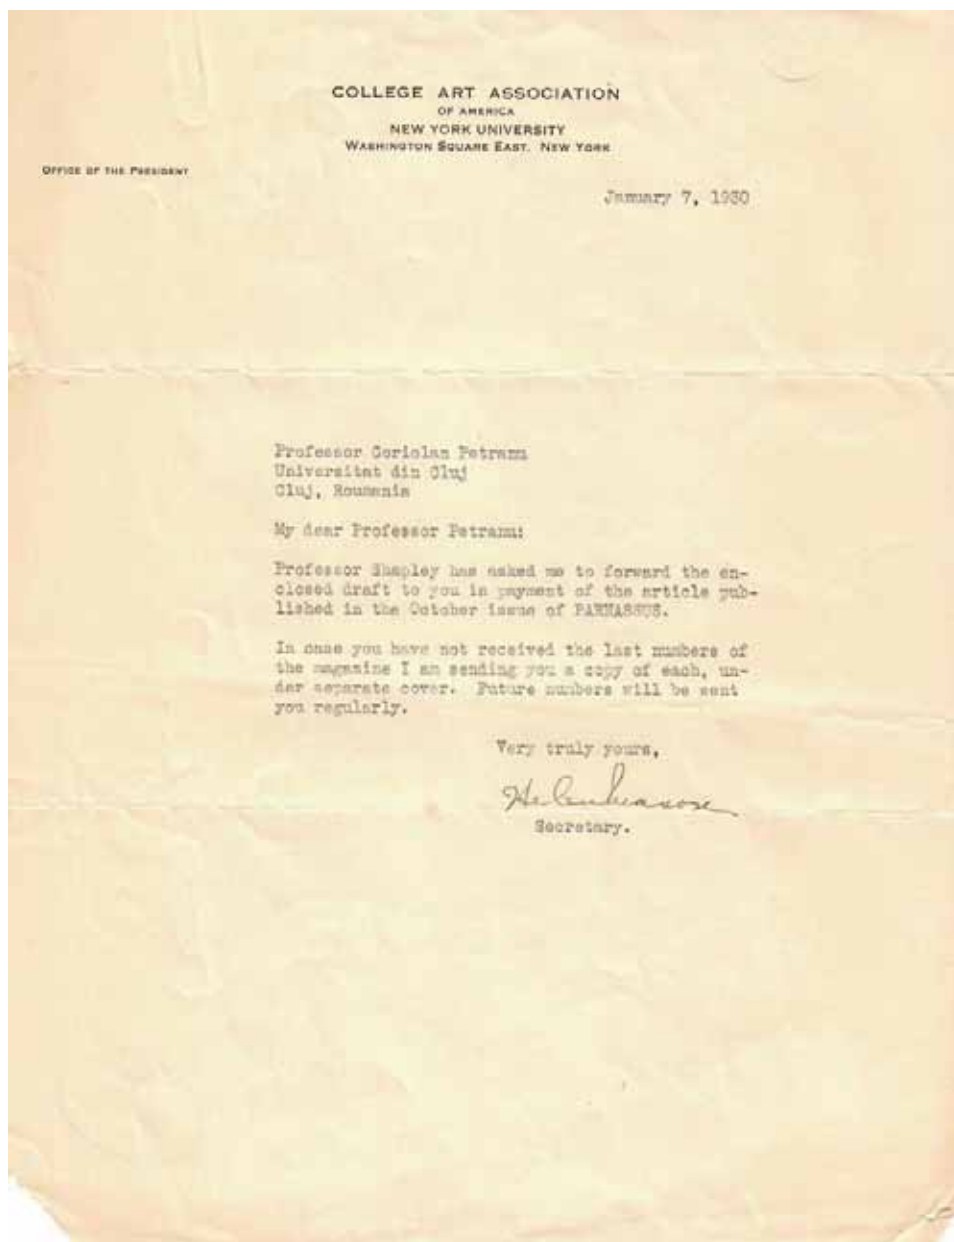 COLLEGE ART ASSOCIATION
OF AMERICA
NEW YORK UNIVERSITY
WASHINGTON SQUARE EAST. NEW YORK
OFFICE OF THE PRESIDENT
January 7, 1930
Professor Coriolan Petranu
Universitat din Cluj
Cluj, Roumania
My dear Professor Petranu:
Professor Shapley has asked me to forward the en-
closed draft to you in payment of the article pub-
lished in the October issue of PARNASSUS.
In case you have not received the last numbers of
the magazine I am sending you a copy of each, un-
der separate cover. Future numbers will be sent
you regularly.
Very truly yours,
Helen
Secretary.